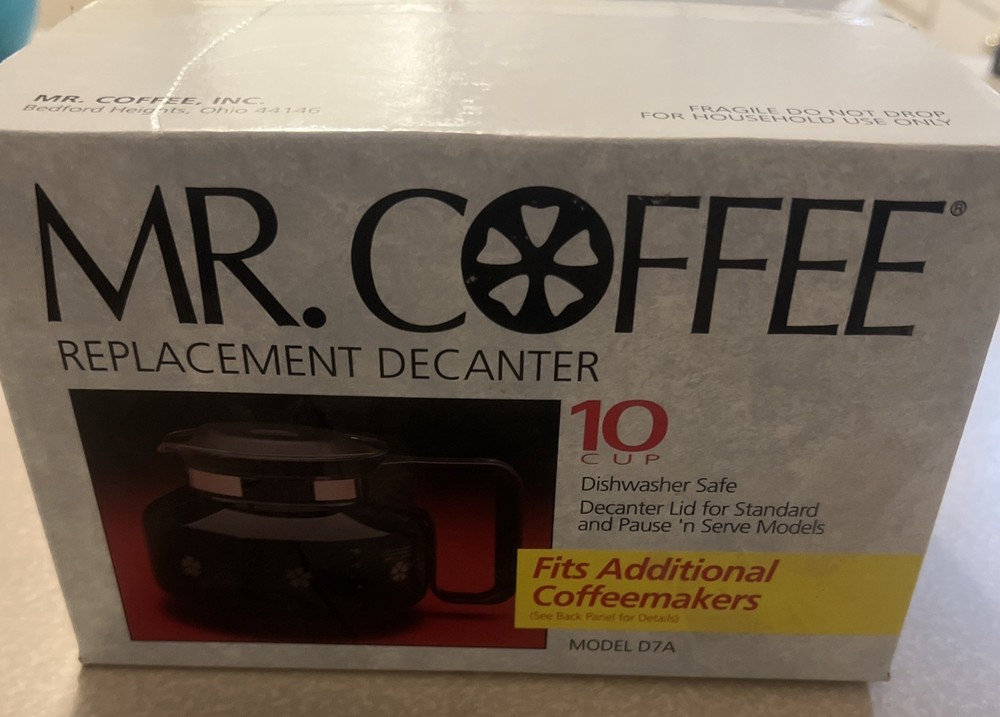 MR. COFFEE, INC.
Bedford Heights, Ohio 44146
FRAGILE DO NOT DROP
FOR HOUSEHOLD USE ONLY
MR. COFFEE®
REPLACEMENT DECANTER
10
CUP
Dishwasher Safe
Decanter Lid for Standard
and Pause 'n Serve Models
Fits Additional
Coffeemakers
(See Back Panel for Details)
MODEL D7A